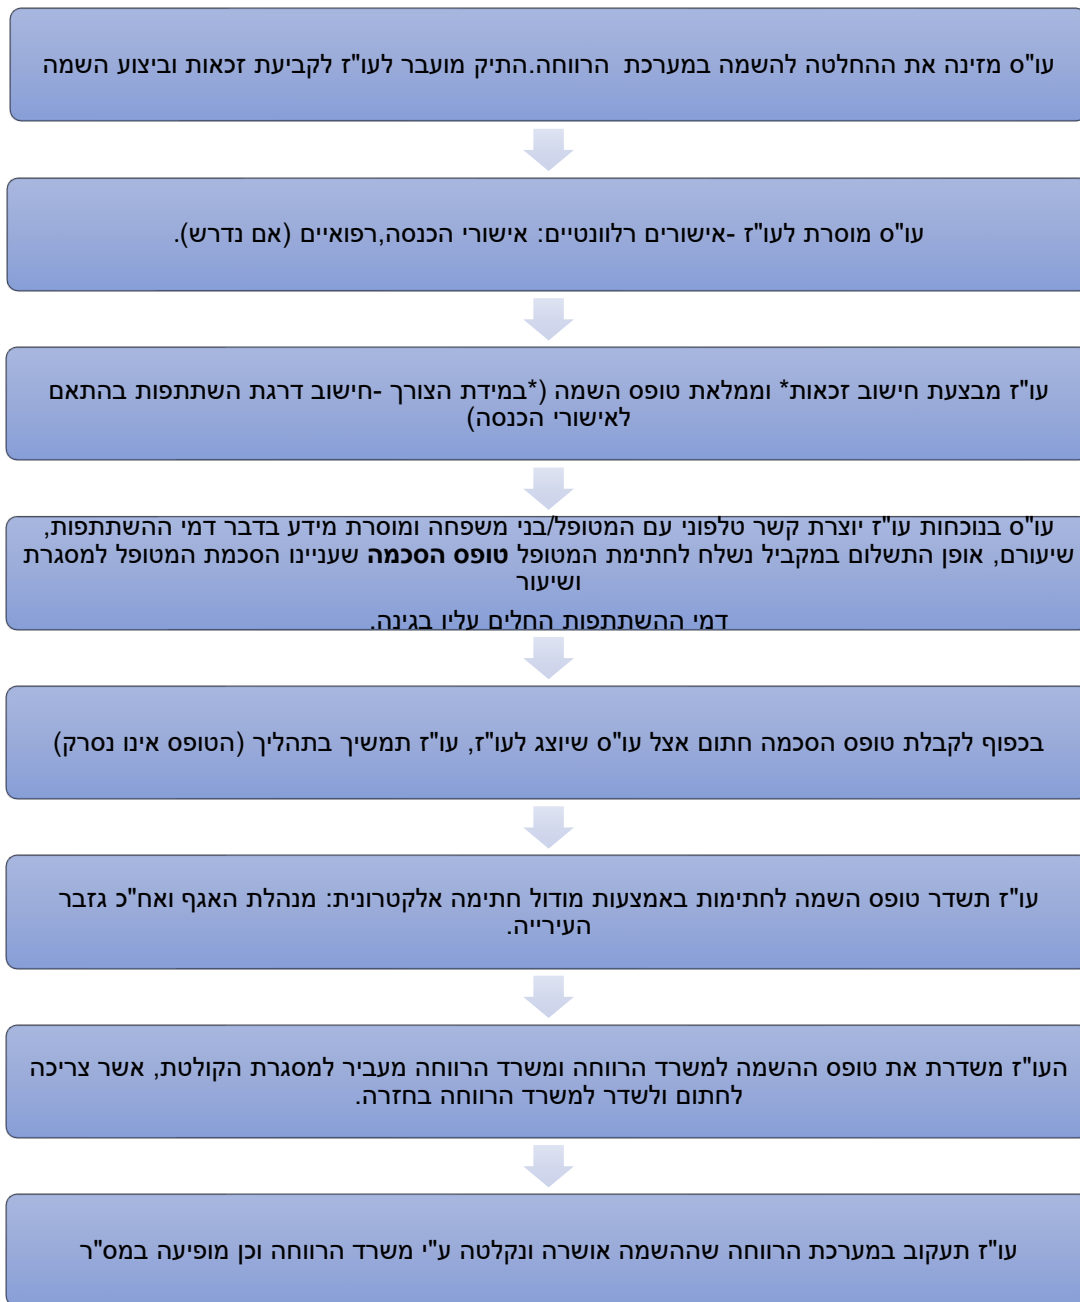 עו"ס מזינה את ההחלטה להשמה במערכת הרווחה.התיק מועבר לעו"ז לקביעת זכאות וביצוע השמה
עו"ס מוסרת לעו"ז -אישורים רלוונטיים: אישורי הכנסה,רפואיים (אם נדרש).
עו"ז מבצעת חישוב זכאות* וממלאת טופס השמה (*במידת הצורך -חישוב דרגת השתתפות בהתאם
לאישורי הכנסה)
עו"ס בנוכחות עו"ז יוצרת קשר טלפוני עם המטופל/בני משפחה ומוסרת מידע בדבר דמי ההשתתפות,
שיעורם, אופן התשלום במקביל נשלח לחתימת המטופל טופס הסכמה שעניינו הסכמת המטופל למסגרת
ושיעור
דמי ההשתתפות החלים עליו בגינה.
בכפוף לקבלת טופס הסכמה חתום אצל עו"ס שיוצג לעו"ז, עו"ז תמשיך בתהליך (הטופס אינו נסרק)
עו"ז תשדר טופס השמה לחתימות באמצעות מודול חתימה אלקטרונית: מנהלת האגף ואח"כ גזבר
העירייה.
העו"ז משדרת את טופס ההשמה למשרד הרווחה ומשרד הרווחה מעביר למסגרת הקולטת, אשר צריכה
לחתום ולשדר למשרד הרווחה בחזרה.
עו"ז תעקוב במערכת הרווחה שההשמה אושרה ונקלטה ע"י משרד הרווחה וכן מופיעה במס"ר